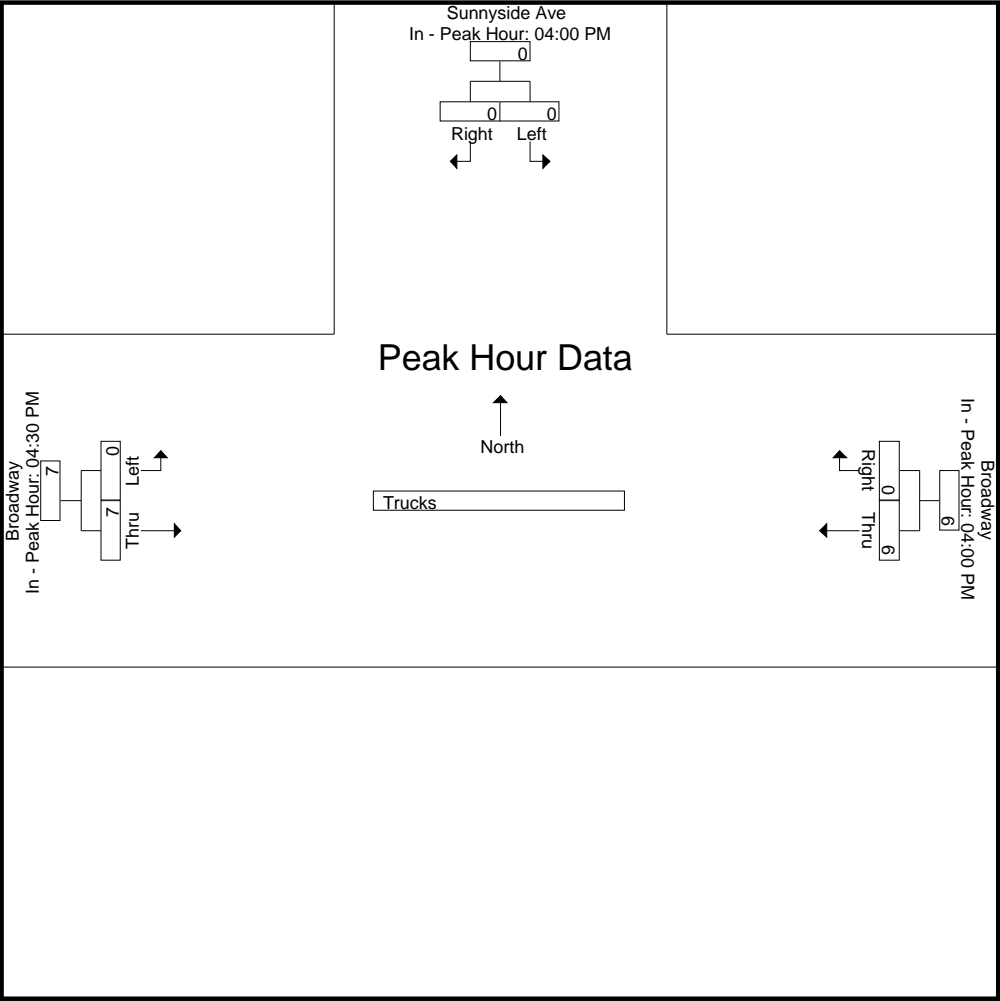 Sunnyside Ave
In - Peak Hour: 04:00 PM
0
0 0
Right Left
Peak Hour Data
North
Trucks
Broadway
In - Peak Hour: 04:30 PM
7
0
7
Left
Thru
Broadway
In - Peak Hour: 04:00 PM
6
0
6
Right
Thru